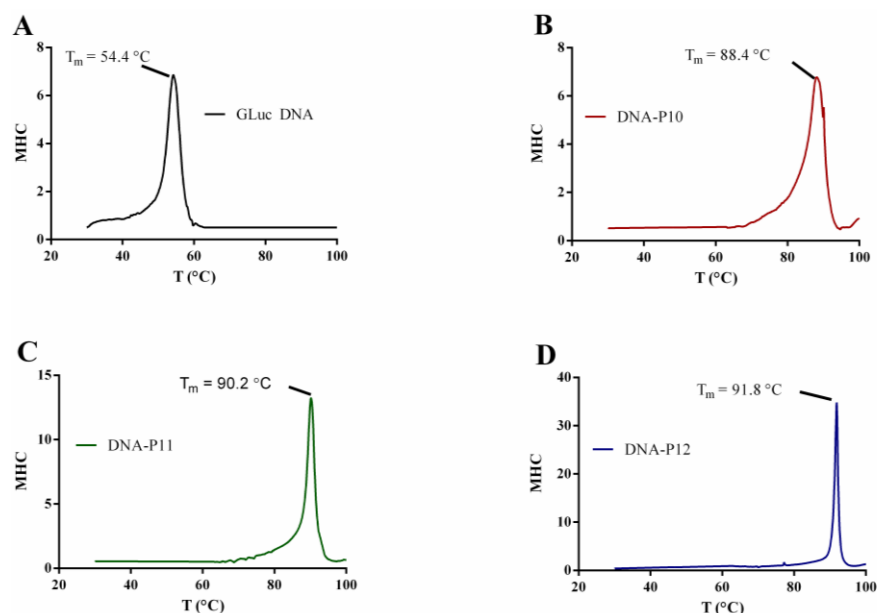 A
Tm = 54.4 °C
8
6
4
2
0
MHC
GLuc DNA
20 40 60 80 100
T (°C)
B
Tm = 88.4 °C
8
6
4
2
0
MHC
DNA-P10
20 40 60 80 100
T (°C)
C
Tm = 90.2 °C
15
10
5
0
MHC
DNA-P11
20 40 60 80 100
T (°C)
D
Tm = 91.8 °C
40
30
20
10
0
MHC
DNA-P12
20 40 60 80 100
T (°C)